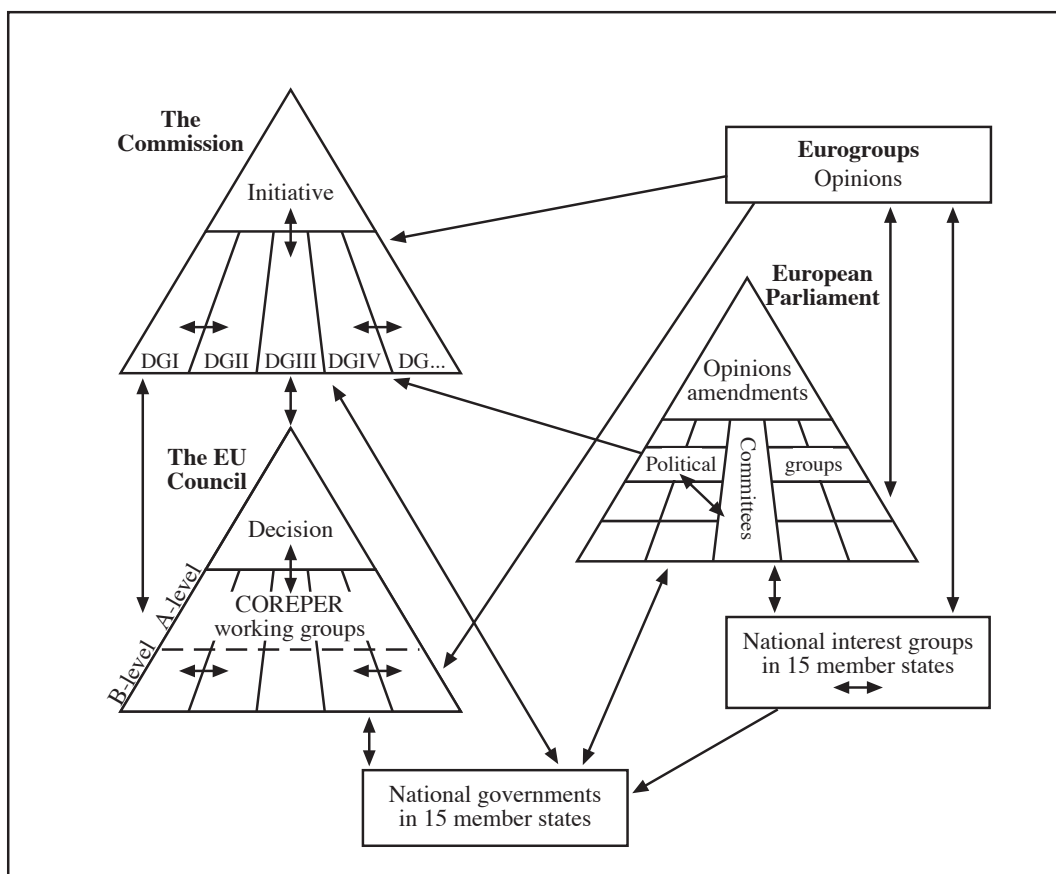 The
Commission
Initiative
DGI
DGII
DGIII
DGIV
DG...
Eurogroups
Opinions
European
Parliament
Opinions
amendments
Political
Committees
groups
The EU
Council
Decision
A-level
COREPER
working groups
B-level
National interest groups
in 15 member states
National governments
in 15 member states